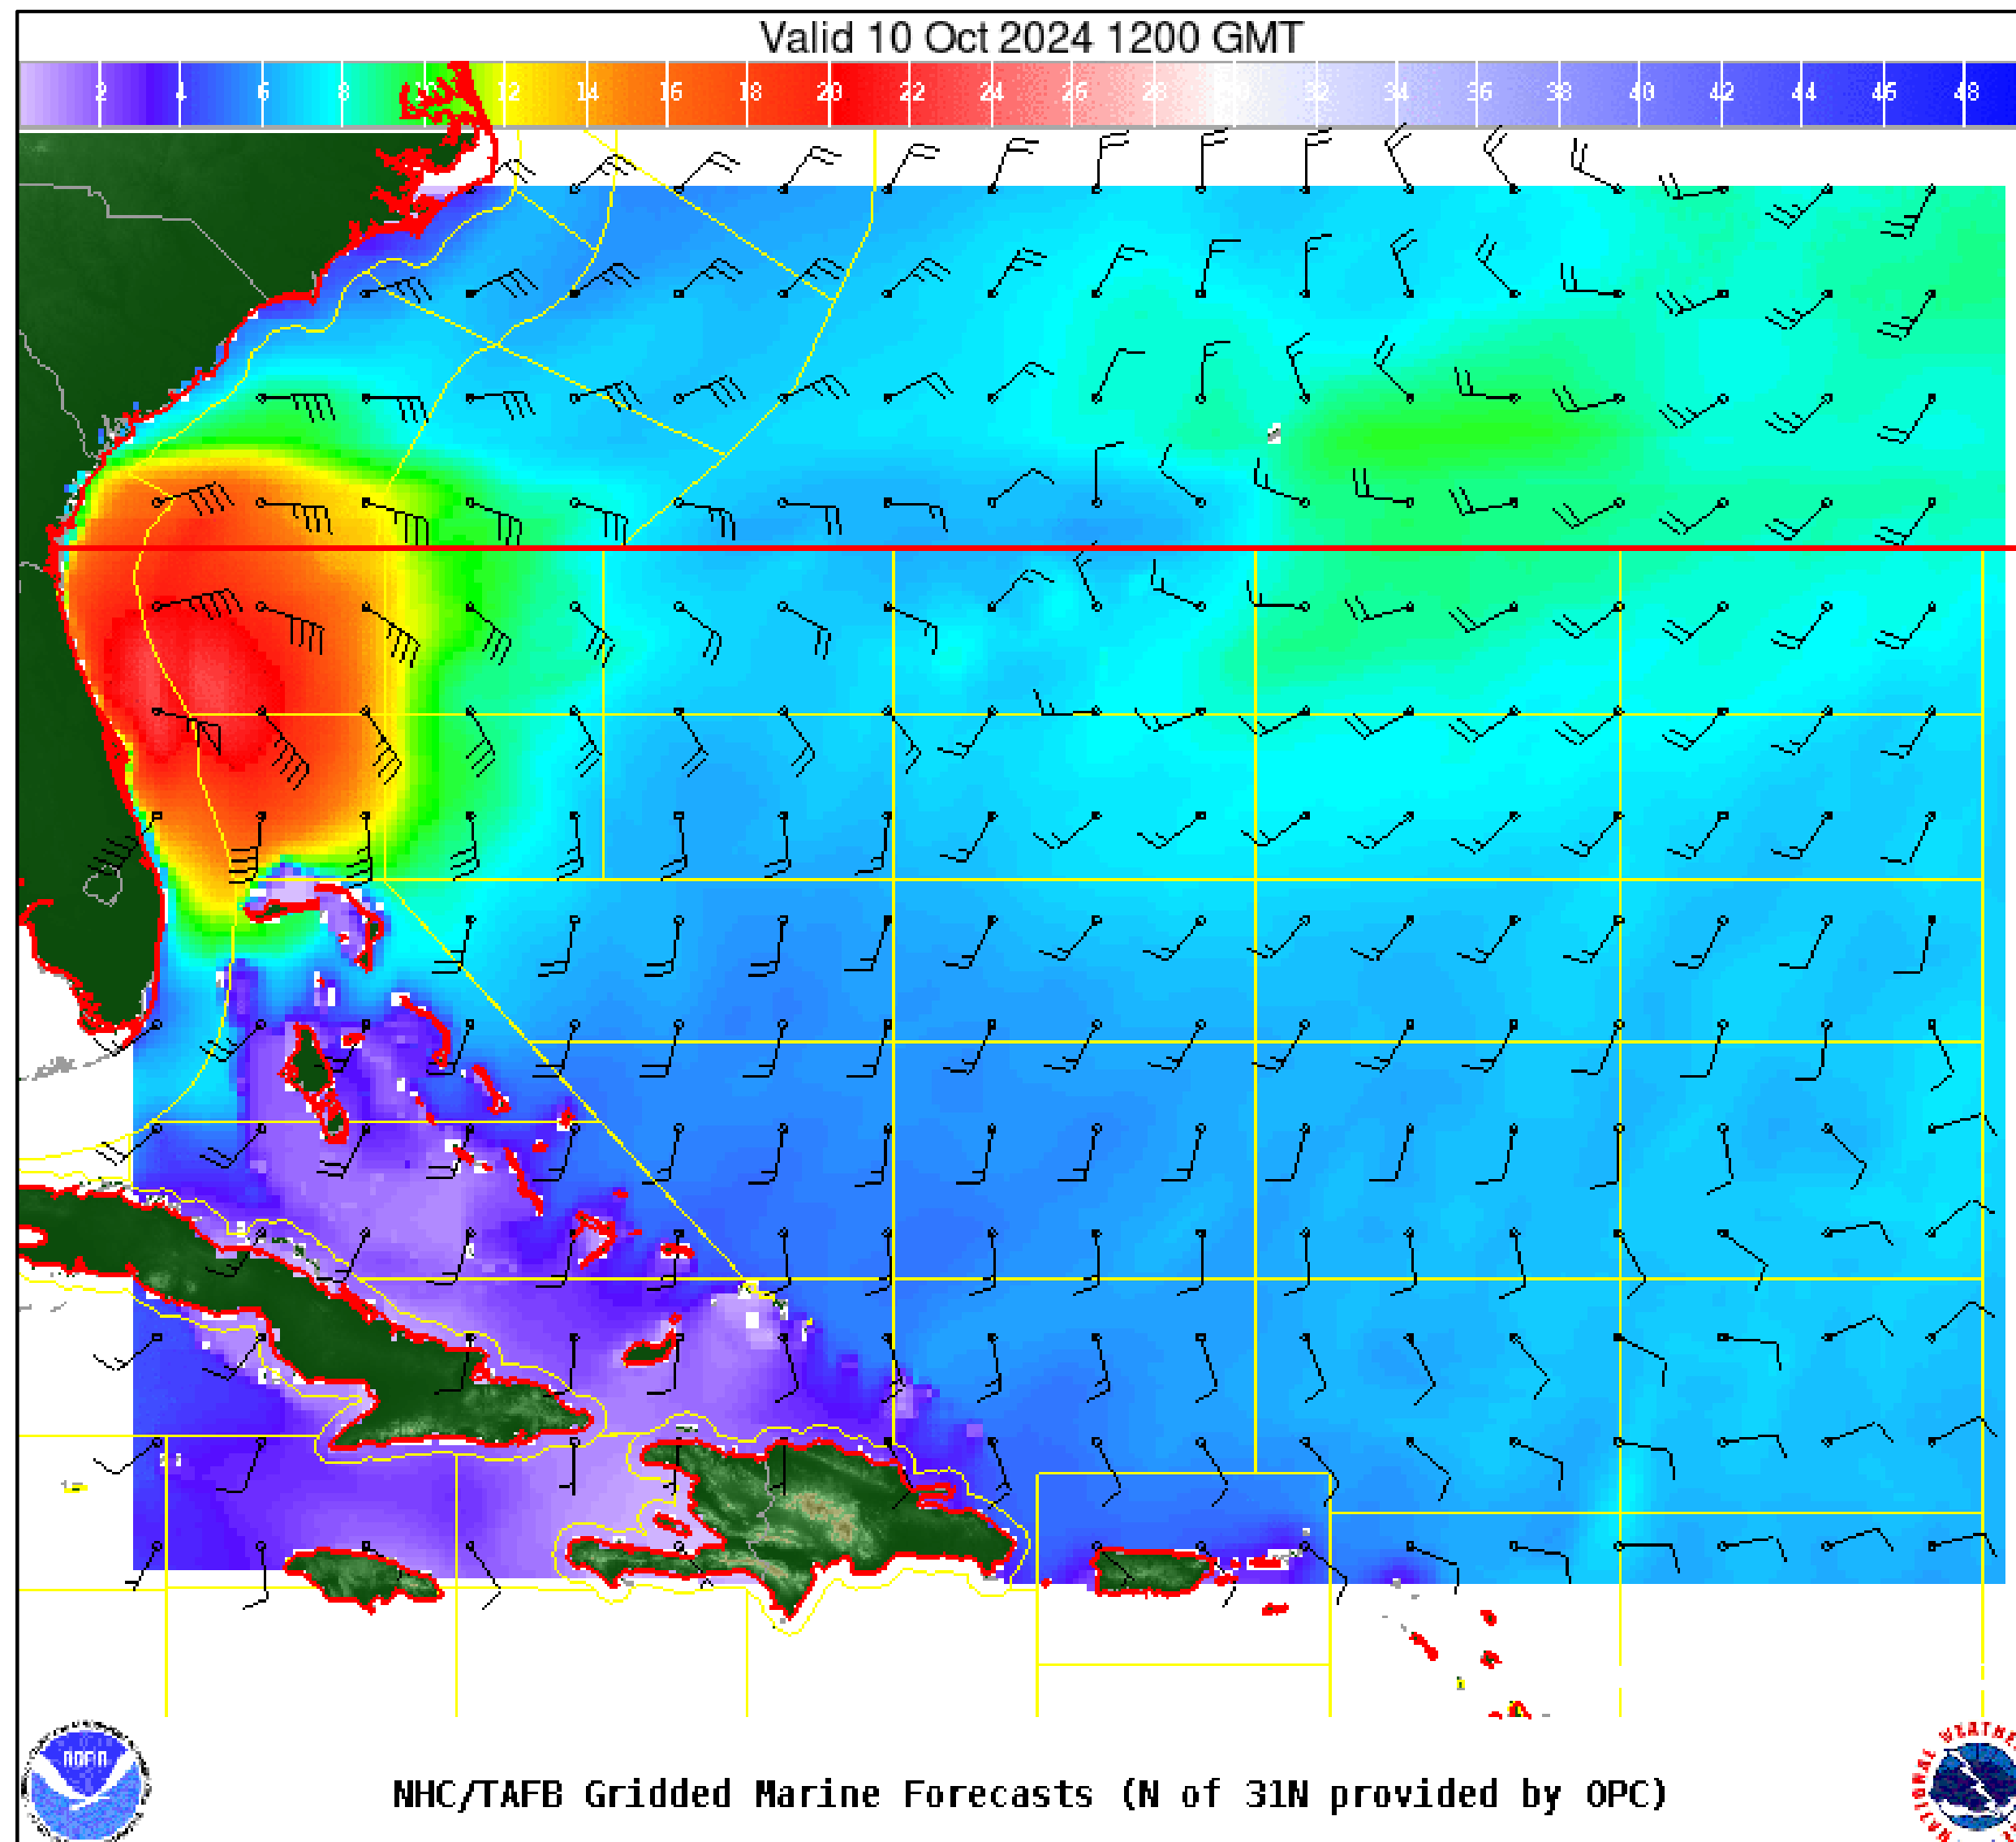 Valid 10 Oct 2024 1200 GMT
2 4 6 8 10 12 14 16 18 20 22 24 26 28 30 32 34 36 38 40 42 44 46 48
NOAA
NHC/TAFB Gridded Marine Forecasts (N of 31N provided by OPC)